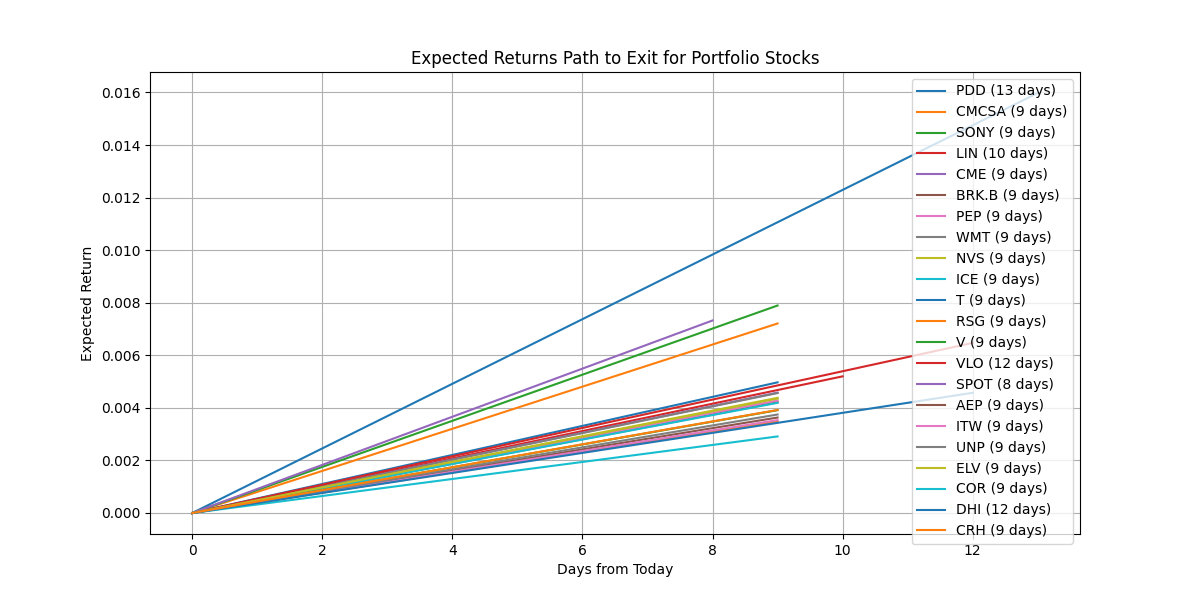 Expected Returns Path to Exit for Portfolio Stocks
Expected Return
0.016
0.014
0.012
0.010
0.008
0.006
0.004
0.002
0.000
PDD (13 days)
CMCSA (9 days)
SONY (9 days)
LIN (10 days)
CME (9 days)
BRK.B (9 days)
PEP (9 days)
WMT (9 days)
NVS (9 days)
ICE (9 days)
T (9 days)
RSG (9 days)
V (9 days)
VLO (12 days)
SPOT (8 days)
AEP (9 days)
ITW (9 days)
UNP (9 days)
ELV (9 days)
COR (9 days)
DHI (12 days)
CRH (9 days)
0
2
4
6
8
10
12
Days from Today